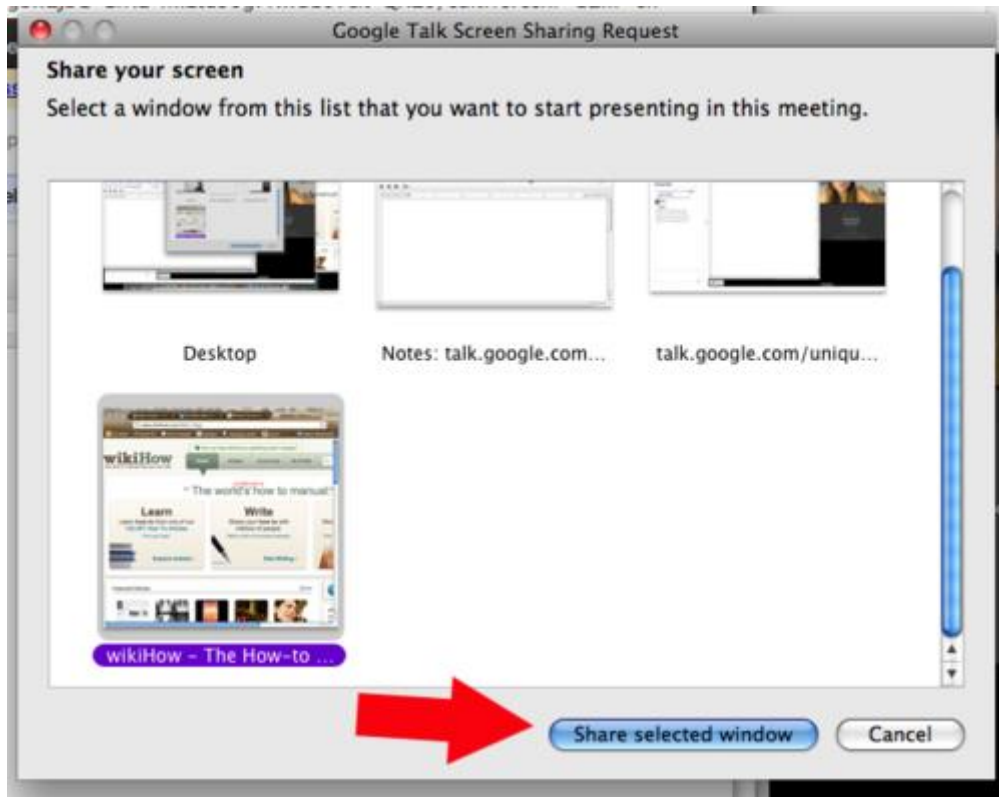 Google Talk Screen Sharing Request
Share your screen
Select a window from this list that you want to start presenting in this meeting.
Desktop
Notes: talk.google.com...
talk.google.com/uniqu...
wikiHow
"The world's how to manual"
Learn
Write
wikiHow – The How-to ...
Share selected window
Cancel